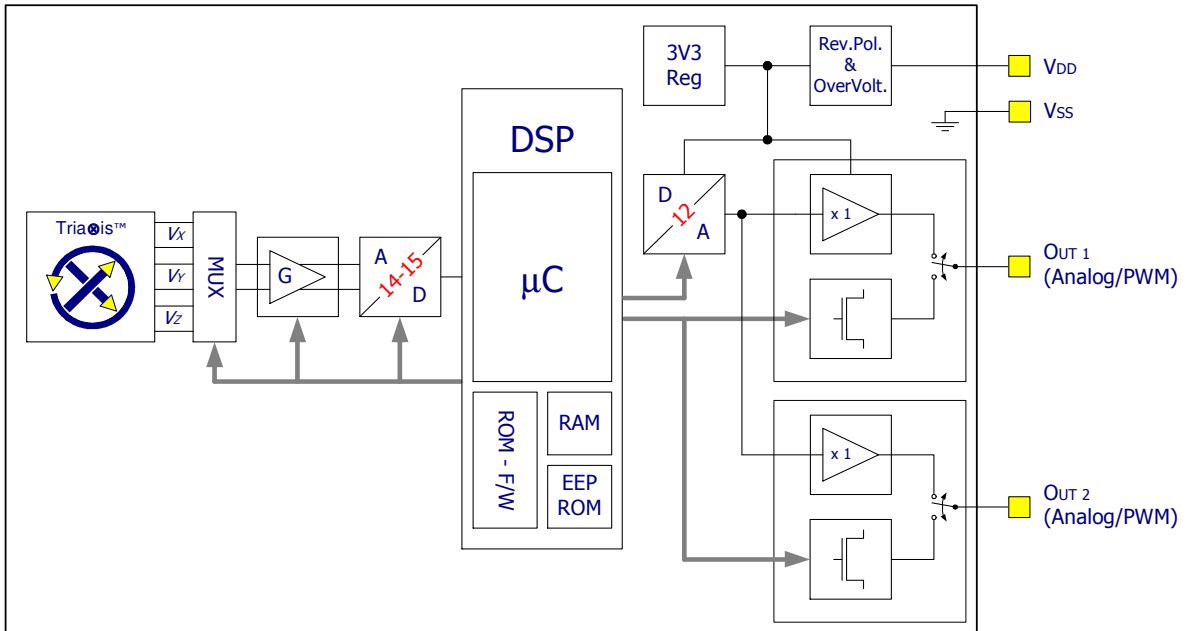 Tria⊗is™
VX
VY
VZ
MUX
G
A
14-15
D
DSP
µC
ROM - F/W
RAM
EEP
ROM
3V3
Reg
Rev.Pol.
&
OverVolt.
VDD
VSS
D
12
A
x 1
OUT 1
(Analog/PWM)
x 1
OUT 2
(Analog/PWM)